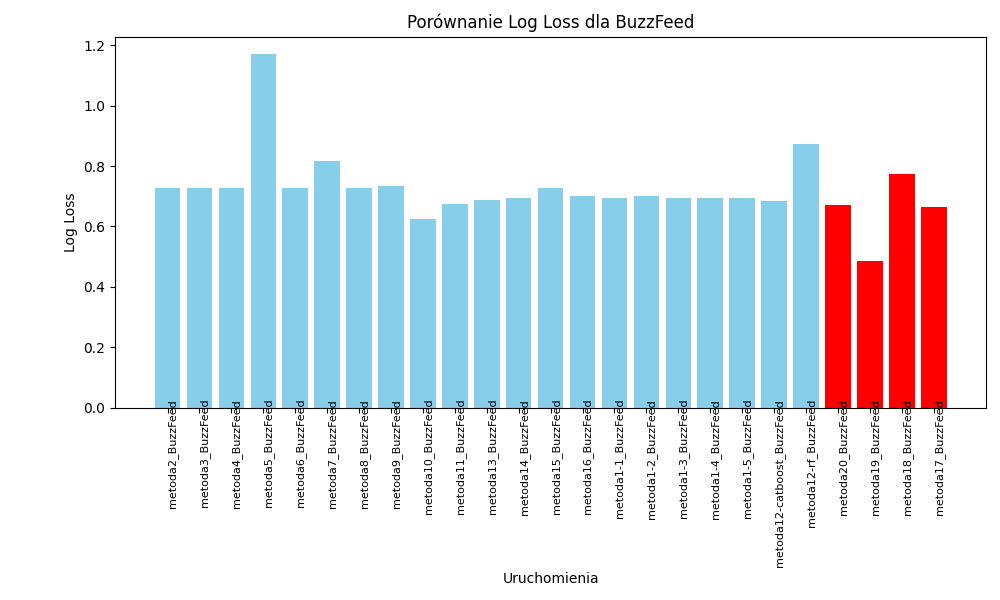 Porównanie Log Loss dla BuzzFeed
Log Loss
1.2
1.0
0.8
0.6
0.4
0.2
0.0
metoda2_BuzzFeed
metoda3_BuzzFeed
metoda4_BuzzFeed
metoda5_BuzzFeed
metoda6_BuzzFeed
metoda7_BuzzFeed
metoda8_BuzzFeed
metoda9_BuzzFeed
metoda10_BuzzFeed
metoda11_BuzzFeed
metoda13_BuzzFeed
metoda14_BuzzFeed
metoda15_BuzzFeed
metoda16_BuzzFeed
metoda1-1_BuzzFeed
metoda1-2_BuzzFeed
metoda1-3_BuzzFeed
metoda1-4_BuzzFeed
metoda1-5_BuzzFeed
metoda12-catboost_BuzzFeed
metoda12-rf_BuzzFeed
metoda20_BuzzFeed
metoda19_BuzzFeed
metoda18_BuzzFeed
metoda17_BuzzFeed
Uruchomienia